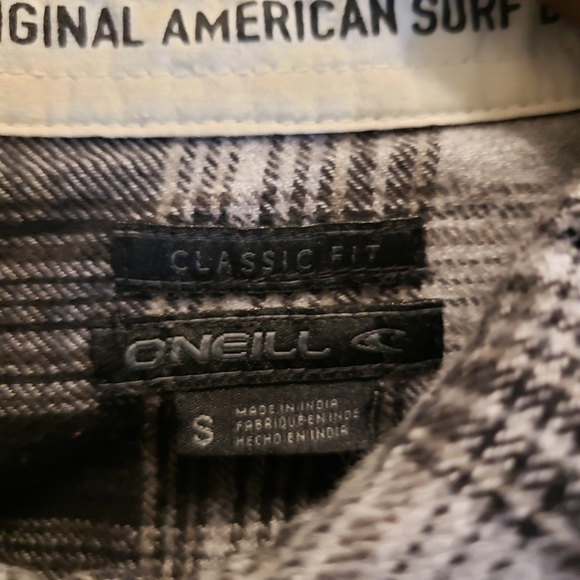 IGINAL AMERICAN SURF
CLASSIC FIT
ONEILL
S
MADE IN INDIA
FABRIQUE EN INDE
HECHO EN INDIA